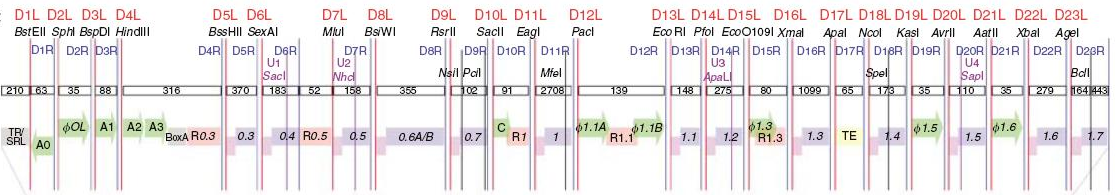 D1L D2L D3L D4L D5L D6L D7L D8L D9L D10L D11L D12L D13L D14L D15L D16L D17L D18L D19L D20L D21L D22L D23L
BstEII SphI BspDI HindIII BssHII SexAI MluI BsiWI RsrII SacII EagI PacI EcoRI PfoI EcoO109I XmaI ApaI NcoI KasI AvrII AatII XbaI AgeI
D1R D2R D3R D4R D5R D6R D7R D8R D9R D10R D11R D12R D13R D14R D15R D16R D17R D18R D19R D20R D21R D22R D23R
U1 U2 U3 U4
SacI NheI NsiI PciI MfeI ApaLI SpeI SapI BclI
210 63 35 88 316 370 183 52 158 355 102 91 2708 139 148 275 80 1099 65 173 35 110 35 279 164 443
TR/
SRL A0 ϕOL A1 A2 A3 BoxA R0.3 0.3 0.4 R0.5 0.5 0.6A/B 0.7 C R1 1 ϕ1.1A R1.1 ϕ1.1B 1.1 1.2 ϕ1.3 R1.3 1.3 TE 1.4 ϕ1.5 1.5 ϕ1.6 1.6 1.7